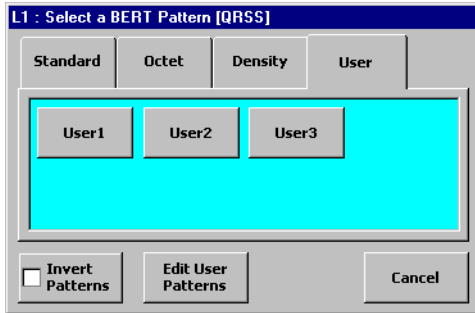 L1 : Select a BERT Pattern [QRSS]
Standard Octet Density User
User1 User2 User3
Invert
Patterns
Edit User
Patterns
Cancel